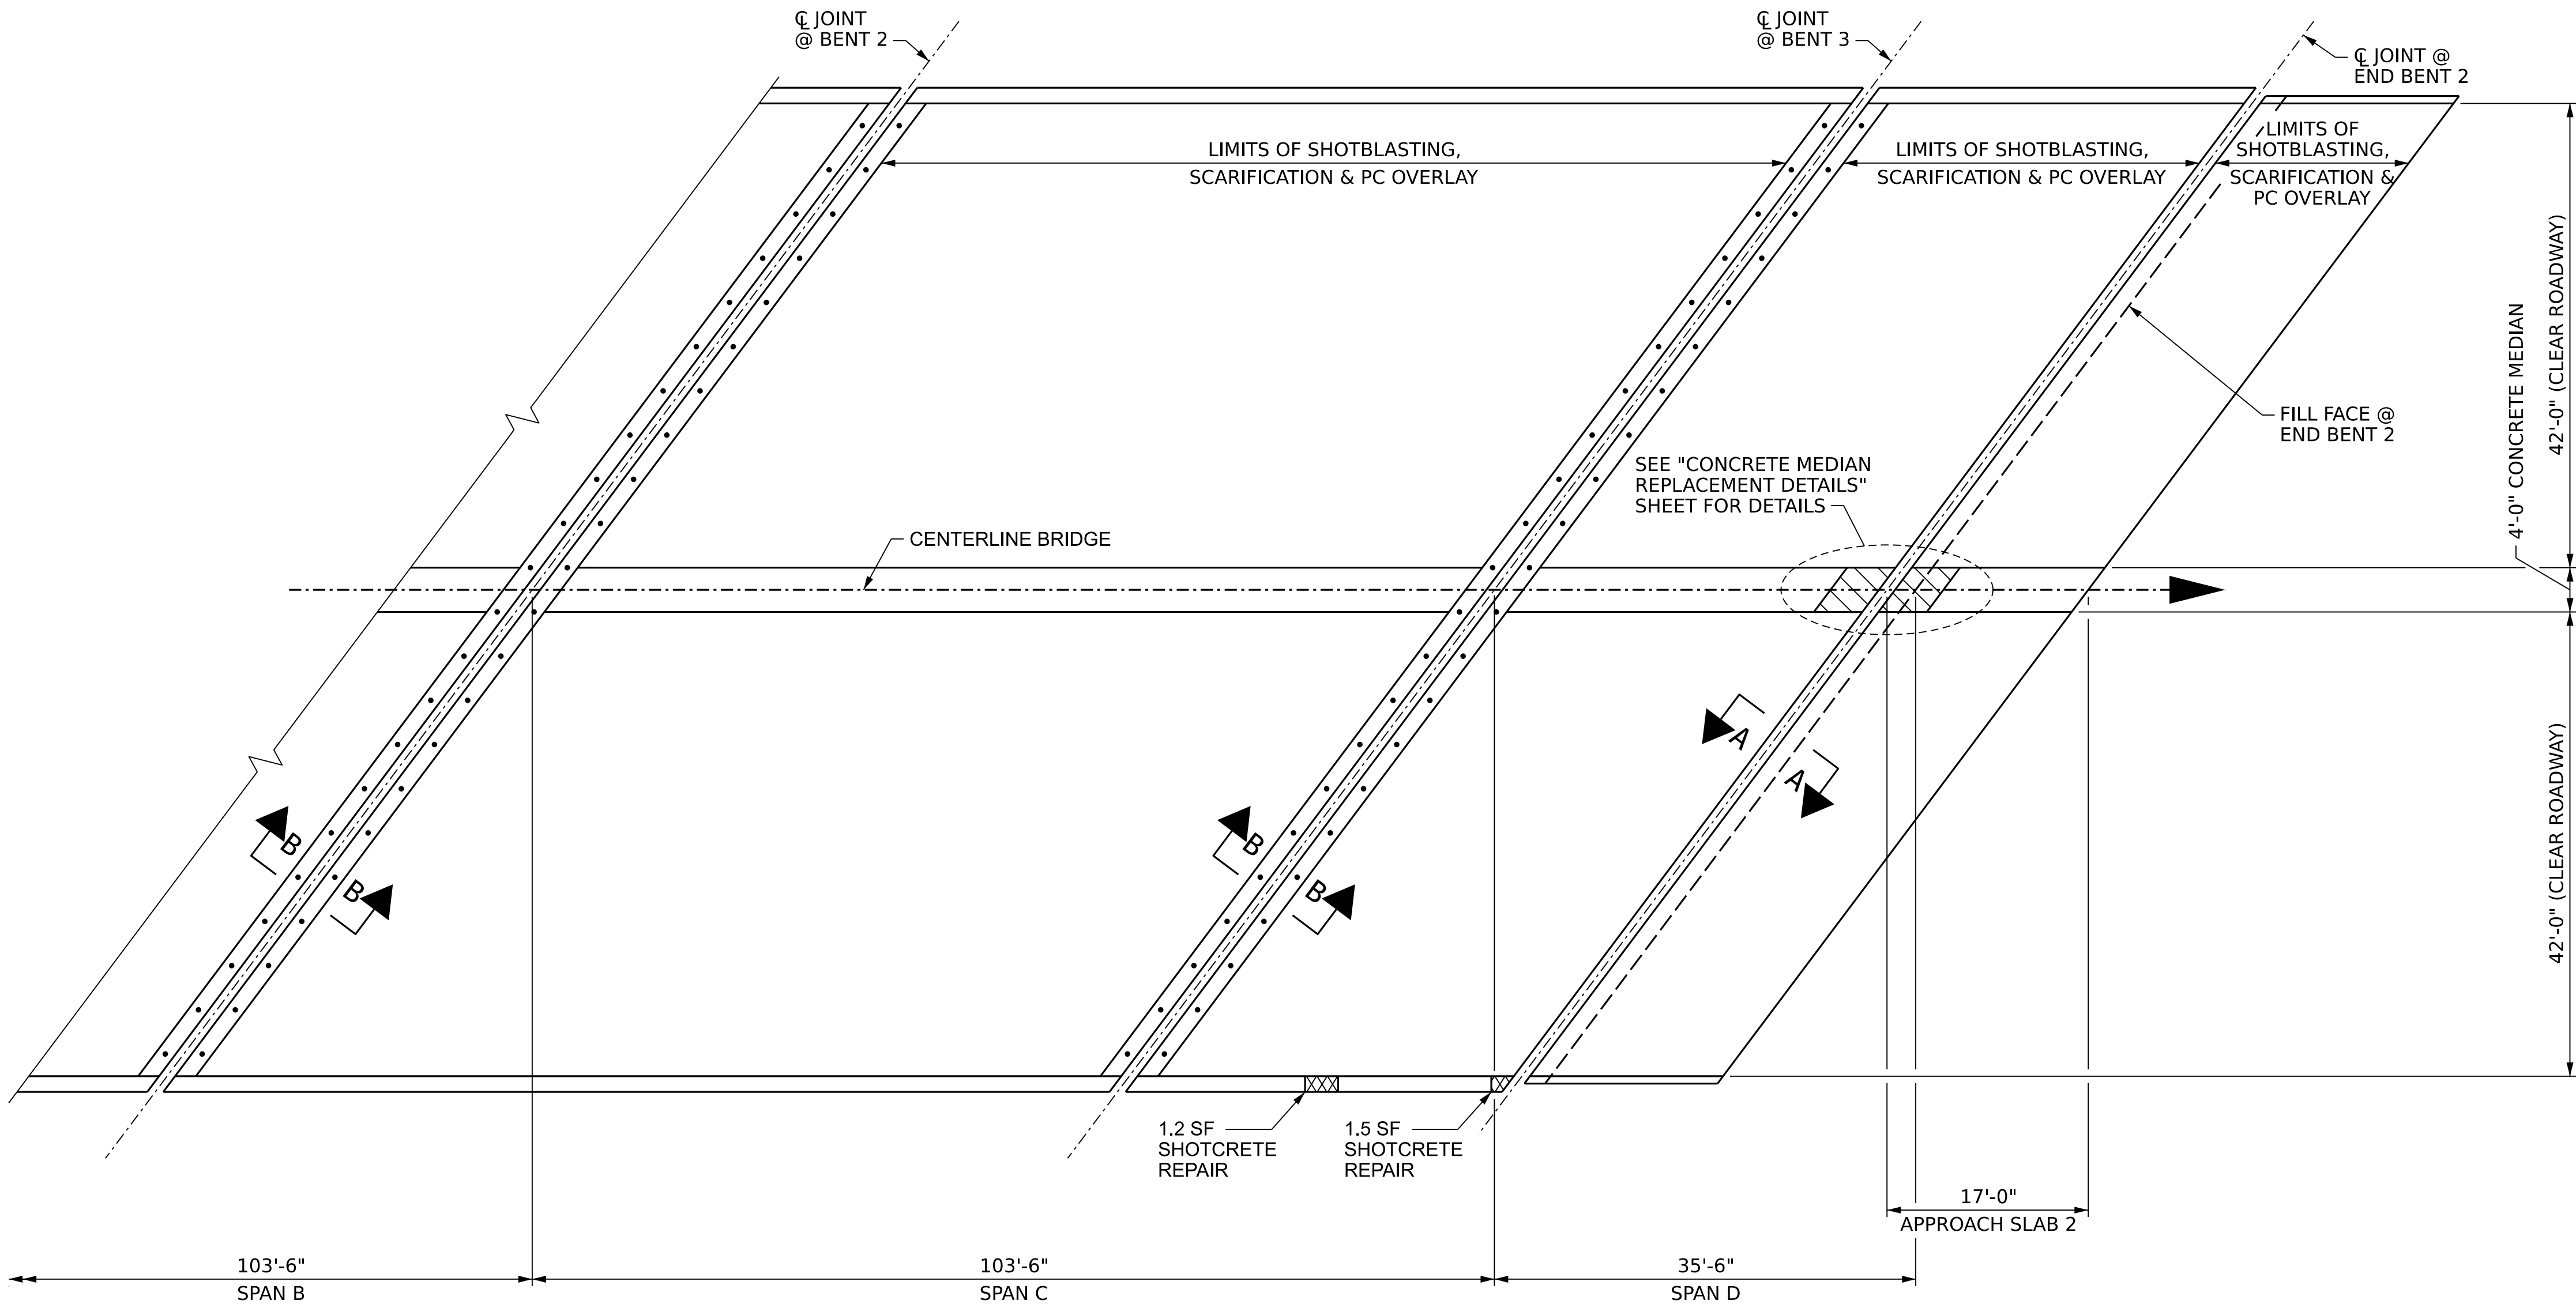 ℄ JOINT
@ BENT 2
℄ JOINT
@ BENT 3
℄ JOINT @
END BENT 2
LIMITS OF SHOTBLASTING,
SCARIFICATION & PC OVERLAY
LIMITS OF SHOTBLASTING,
SCARIFICATION & PC OVERLAY
LIMITS OF
SHOTBLASTING,
SCARIFICATION &
PC OVERLAY
42'-0" (CLEAR ROADWAY)
4'-0" CONCRETE MEDIAN
FILL FACE @
END BENT 2
SEE "CONCRETE MEDIAN
REPLACEMENT DETAILS"
SHEET FOR DETAILS
CENTERLINE BRIDGE
A
A
B
B
B
B
42'-0" (CLEAR ROADWAY)
1.2 SF
SHOTCRETE
REPAIR
1.5 SF
SHOTCRETE
REPAIR
17'-0"
APPROACH SLAB 2
103'-6"
SPAN B
103'-6"
SPAN C
35'-6"
SPAN D